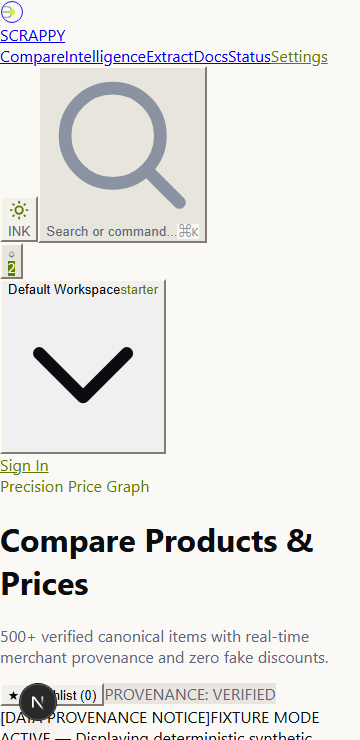 SCRAPPY
CompareIntelligenceExtractDocsStatusSettings
INK
Search or command...⌘K
2
Default Workspacestarter
Sign In
Precision Price Graph
Compare Products &
Prices
500+ verified canonical items with real-time
merchant provenance and zero fake discounts.
★ hlist (0) PROVENANCE: VERIFIED
N
[DATA PROVENANCE NOTICE]FIXTURE MODE
ACTIVE — Displaying deterministic synthetic